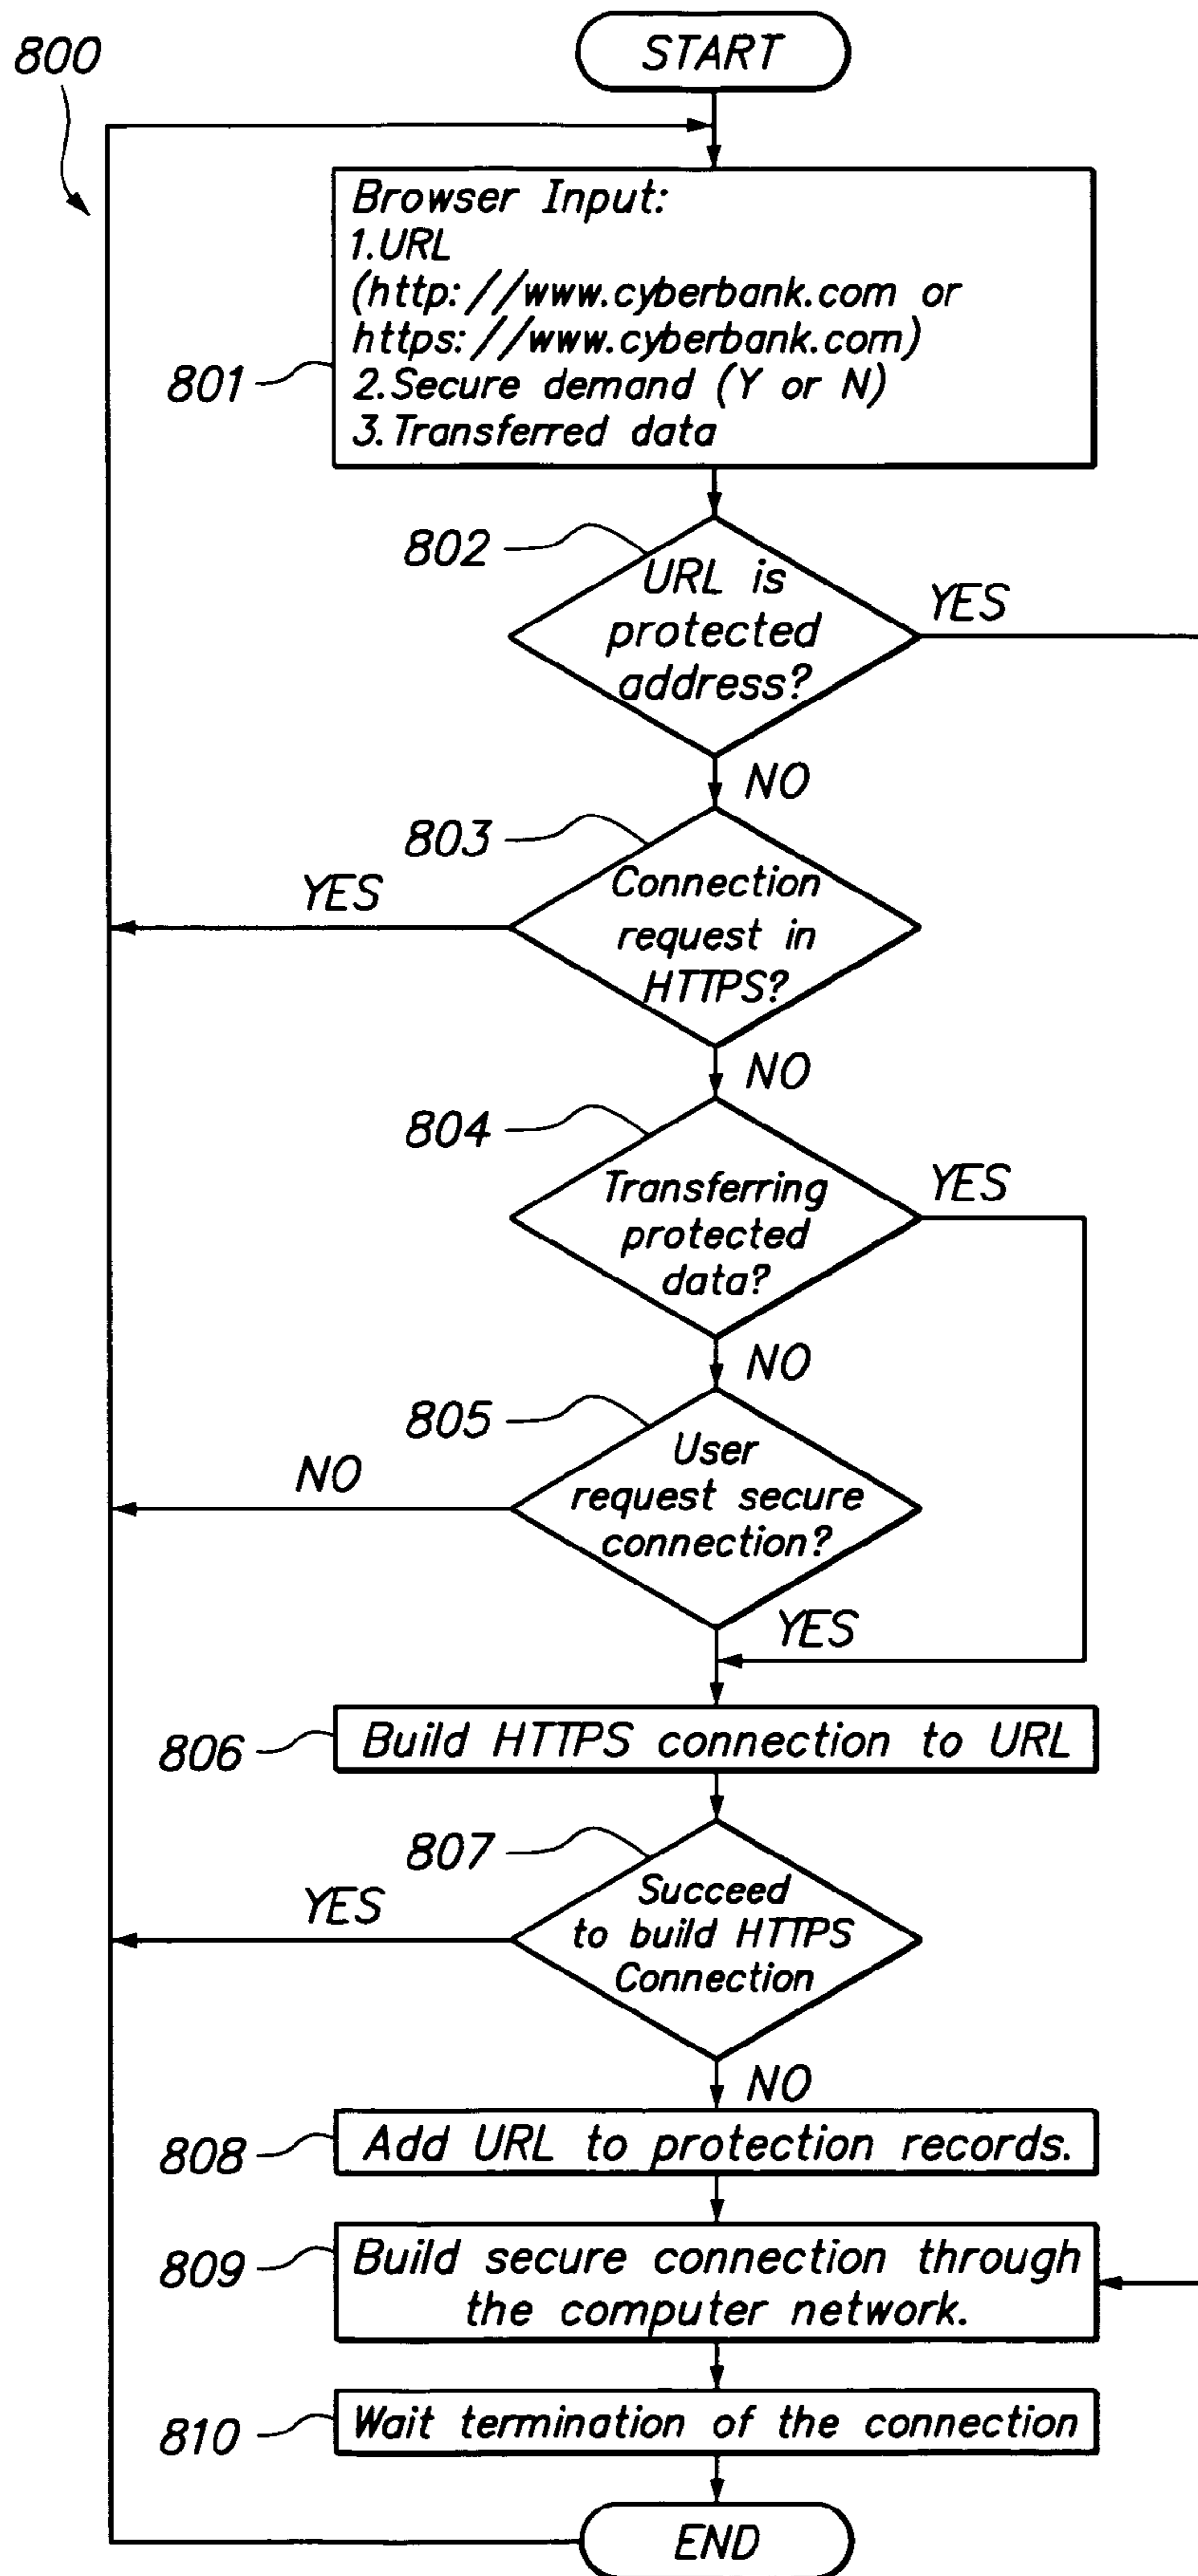 800
START
Browser Input:
1.URL
(http://www.cyberbank.com or
https://www.cyberbank.com)
801
2.Secure demand (Y or N)
3.Transferred data
802
URL is
protected
address?
YES
NO
803
Connection
request in
HTTPS?
YES
NO
804
Transferring
protected
data?
YES
NO
805
User
request secure
connection?
NO
YES
806
Build HTTPS connection to URL
807
Succeed
to build HTTPS
Connection
YES
NO
808
Add URL to protection records.
809
Build secure connection through
the computer network.
810
Wait termination of the connection
END